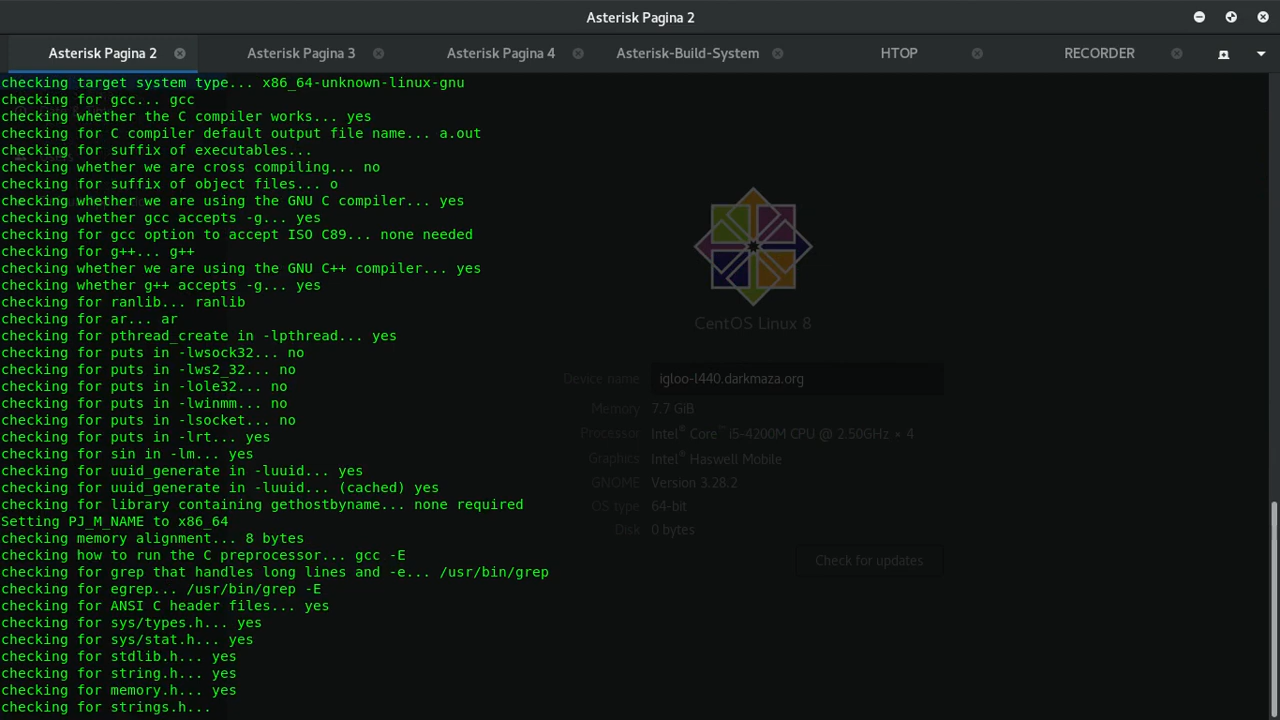 Asterisk Pagina 2
Asterisk Pagina 2
Asterisk Pagina 3
Asterisk Pagina 4
Asterisk-Build-System
HTOP
RECORDER
checking target system type... x86_64-unknown-linux-gnu
checking for gcc... gcc
checking whether the C compiler works... yes
checking for C compiler default output file name... a.out
checking for suffix of executables...
checking whether we are cross compiling... no
checking for suffix of object files... o
checking whether we are using the GNU C compiler... yes
checking whether gcc accepts -g... yes
checking for gcc option to accept ISO C89... none needed
checking for g++... g++
checking whether we are using the GNU C++ compiler... yes
checking whether g++ accepts -g... yes
checking for ranlib... ranlib
checking for ar... ar
checking for pthread_create in -lpthread... yes
checking for puts in -lwsock32... no
checking for puts in -lws2_32... no
checking for puts in -lole32... no
checking for puts in -lwinmm... no
checking for puts in -lsocket... no
checking for puts in -lrt... yes
checking for sin in -lm... yes
checking for uuid_generate in -luuid... yes
checking for uuid_generate in -luuid... (cached) yes
checking for library containing gethostbyname... none required
Setting PJ_M_NAME to x86_64
checking memory alignment... 8 bytes
checking how to run the C preprocessor... gcc -E
checking for grep that handles long lines and -e... /usr/bin/grep
checking for egrep... /usr/bin/grep -E
checking for ANSI C header files... yes
checking for sys/types.h... yes
checking for sys/stat.h... yes
checking for stdlib.h... yes
checking for string.h... yes
checking for memory.h... yes
checking for strings.h...
CentOS Linux 8
Device name igloo-t440.darkmaza.org
Memory 7.7 GiB
Processor Intel® Core™ i5-4200M CPU @ 2.50GHz × 4
Graphics Intel® Haswell Mobile
GNOME Version 3.28.2
OS type 64-bit
Disk 0 bytes
Check for updates